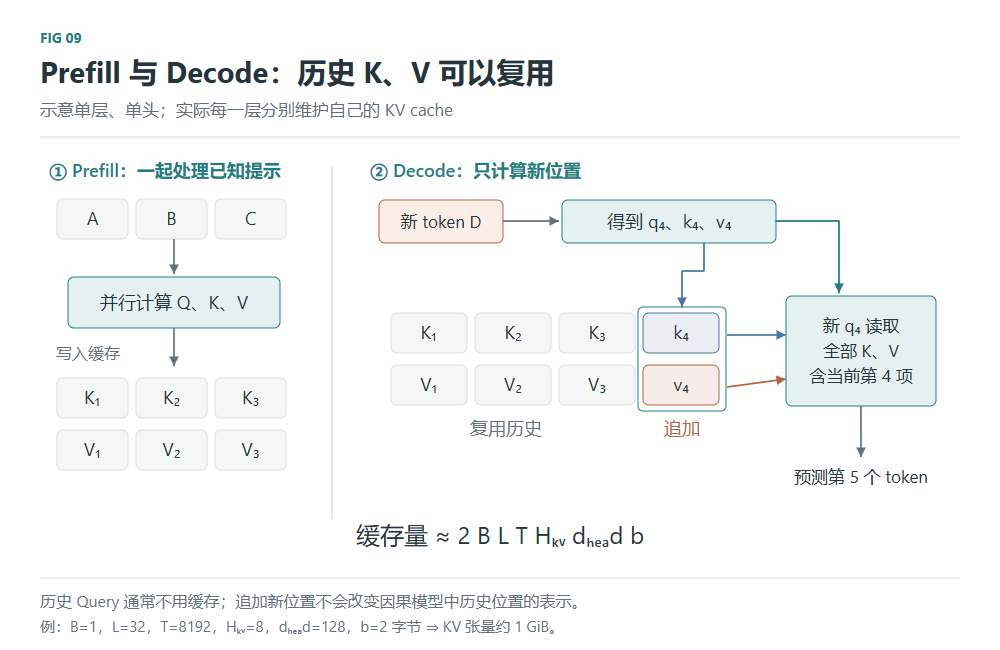 FIG 09
Prefill 与 Decode：历史 K、V 可以复用
示意单层、单头；实际每一层分别维护自己的 KV cache
① Prefill：一起处理已知提示
A B C
并行计算 Q、K、V
写入缓存
K₁ K₂ K₃
V₁ V₂ V₃
② Decode：只计算新位置
新 token D
得到 q₄、k₄、v₄
K₁ K₂ K₃ k₄
V₁ V₂ V₃ v₄
复用历史
追加
新 q₄ 读取
全部 K、V
含当前第 4 项
预测第 5 个 token
缓存量 ≈ 2 B L T Hₖᵥ dₕₑₐd b
历史 Query 通常不用缓存；追加新位置不会改变因果模型中历史位置的表示。
例：B=1，L=32，T=8192，Hₖᵥ=8，dₕₑₐd=128，b=2 字节 ⇒ KV 张量约 1 GiB。